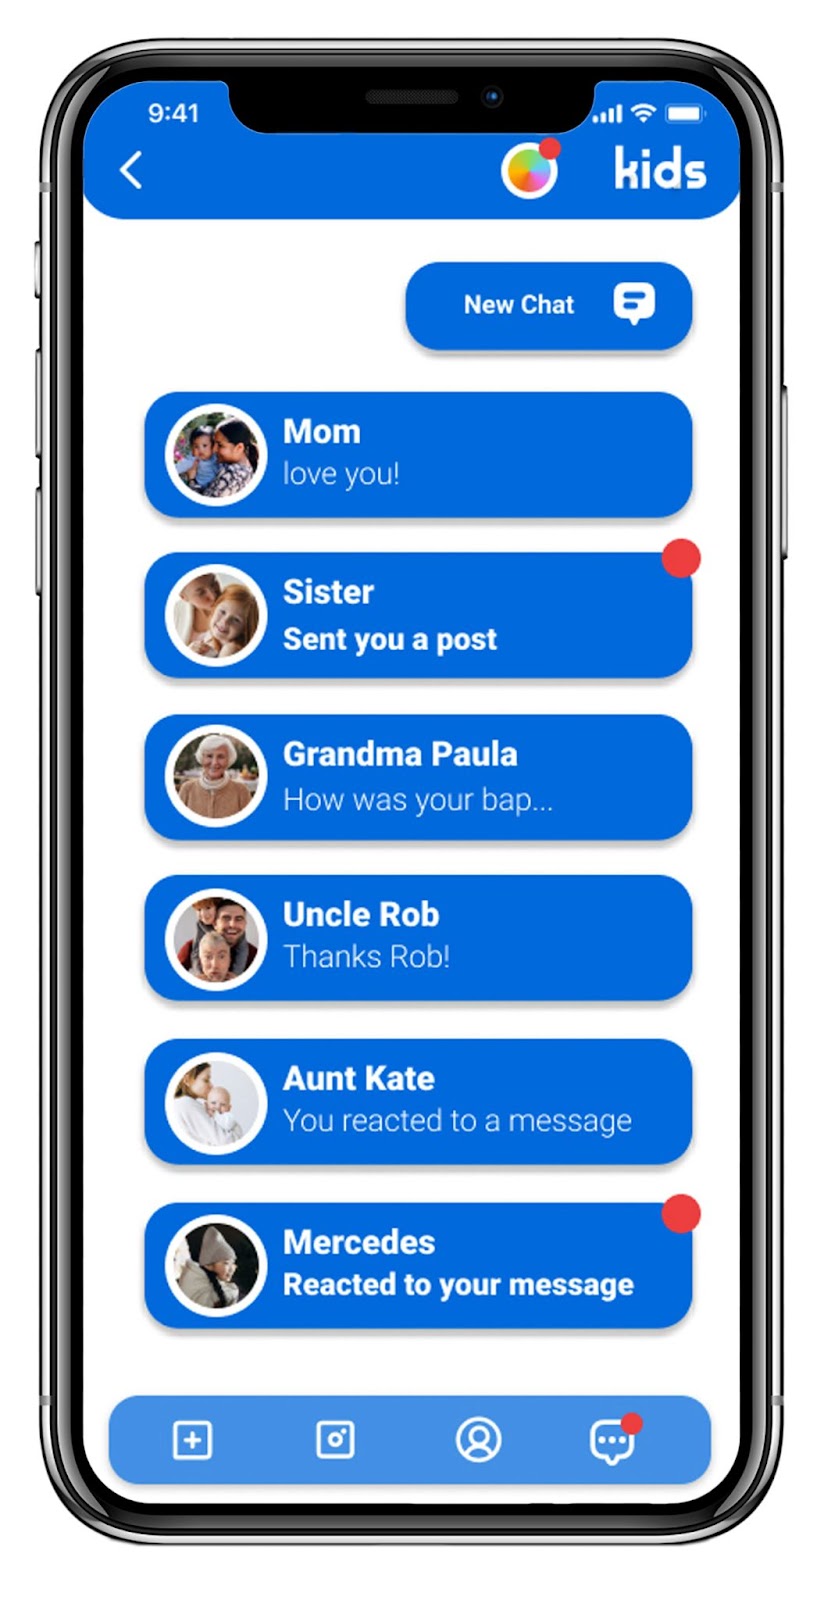 9:41
kids
New Chat
Mom
love you!
Sister
Sent you a post
Grandma Paula
How was your bap...
Uncle Rob
Thanks Rob!
Aunt Kate
You reacted to a message
Mercedes
Reacted to your message